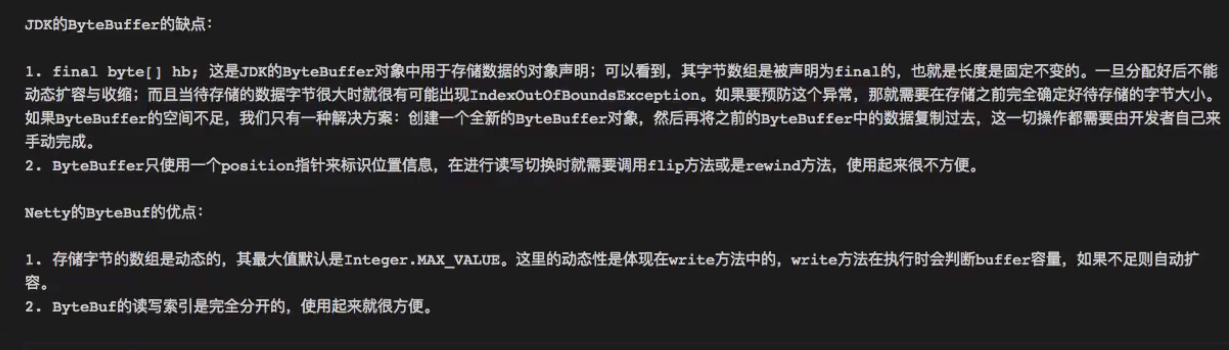 JDK的ByteBuffer的缺点：
1. final byte[] hb; 这是JDK的ByteBuffer对象中用于存储数据的对象声明；可以看到，其字节数组是被声明为final的，也就是长度是固定不变的。一旦分配好后不能
动态扩容与收缩；而且当待存储的数据字节很大时就很有可能出现IndexOutOfBoundsException。如果要预防这个异常，那就需要在存储之前完全确定好待存储的字节大小。
如果ByteBuffer的空间不足，我们只有一种解决方案：创建一个全新的ByteBuffer对象，然后再将之前的ByteBuffer中的数据复制过去，这一切操作都需要由开发者自己来
手动完成。
2. ByteBuffer只使用一个position指针来标识位置信息，在进行读写切换时就需要调用flip方法或是rewind方法，使用起来很不方便。
Netty的ByteBuf的优点：
1. 存储字节的数组是动态的，其最大值默认是Integer.MAX_VALUE。这里的动态性是体现在write方法中的，write方法在执行时会判断buffer容量，如果不足则自动扩
容。
2. ByteBuf的读写索引是完全分开的，使用起来就很方便。